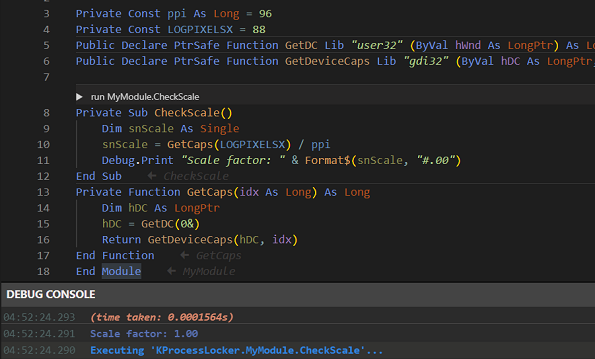 3 Private Const ppi As Long = 96
4 Private Const LOGPIXELSX = 88
5 Public Declare PtrSafe Function GetDC Lib "user32" (ByVal hWnd As LongPtr) As Lo
6 Public Declare PtrSafe Function GetDeviceCaps Lib "gdi32" (ByVal hDC As LongPtr,
7
▶ run MyModule.CheckScale
8 Private Sub CheckScale()
9 Dim snScale As Single
10 snScale = GetCaps(LOGPIXELSX) / ppi
11 Debug.Print "Scale factor: " & Format$(snScale, "#.00")
12 End Sub ← CheckScale
13 Private Function GetCaps(idx As Long) As Long
14 Dim hDC As LongPtr
15 hDC = GetDC(0&)
16 Return GetDeviceCaps(hDC, idx)
17 End Function ← GetCaps
18 End Module ← MyModule
DEBUG CONSOLE
04:52:24.293 (time taken: 0.0001564s)
04:52:24.291 Scale factor: 1.00
04:52:24.290 Executing 'KProcessLocker.MyModule.CheckScale'...